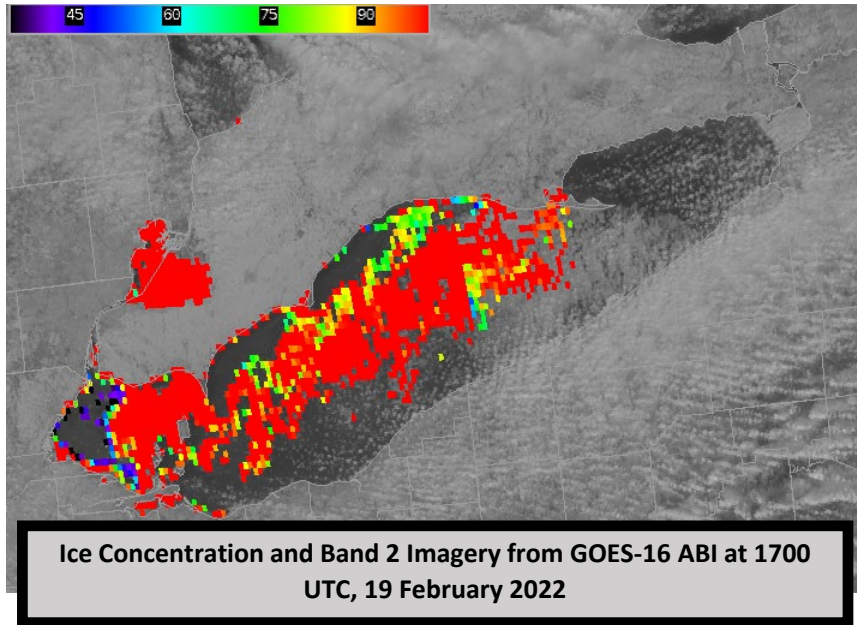 45 60 75 90
Ice Concentration and Band 2 Imagery from GOES-16 ABI at 1700
UTC, 19 February 2022